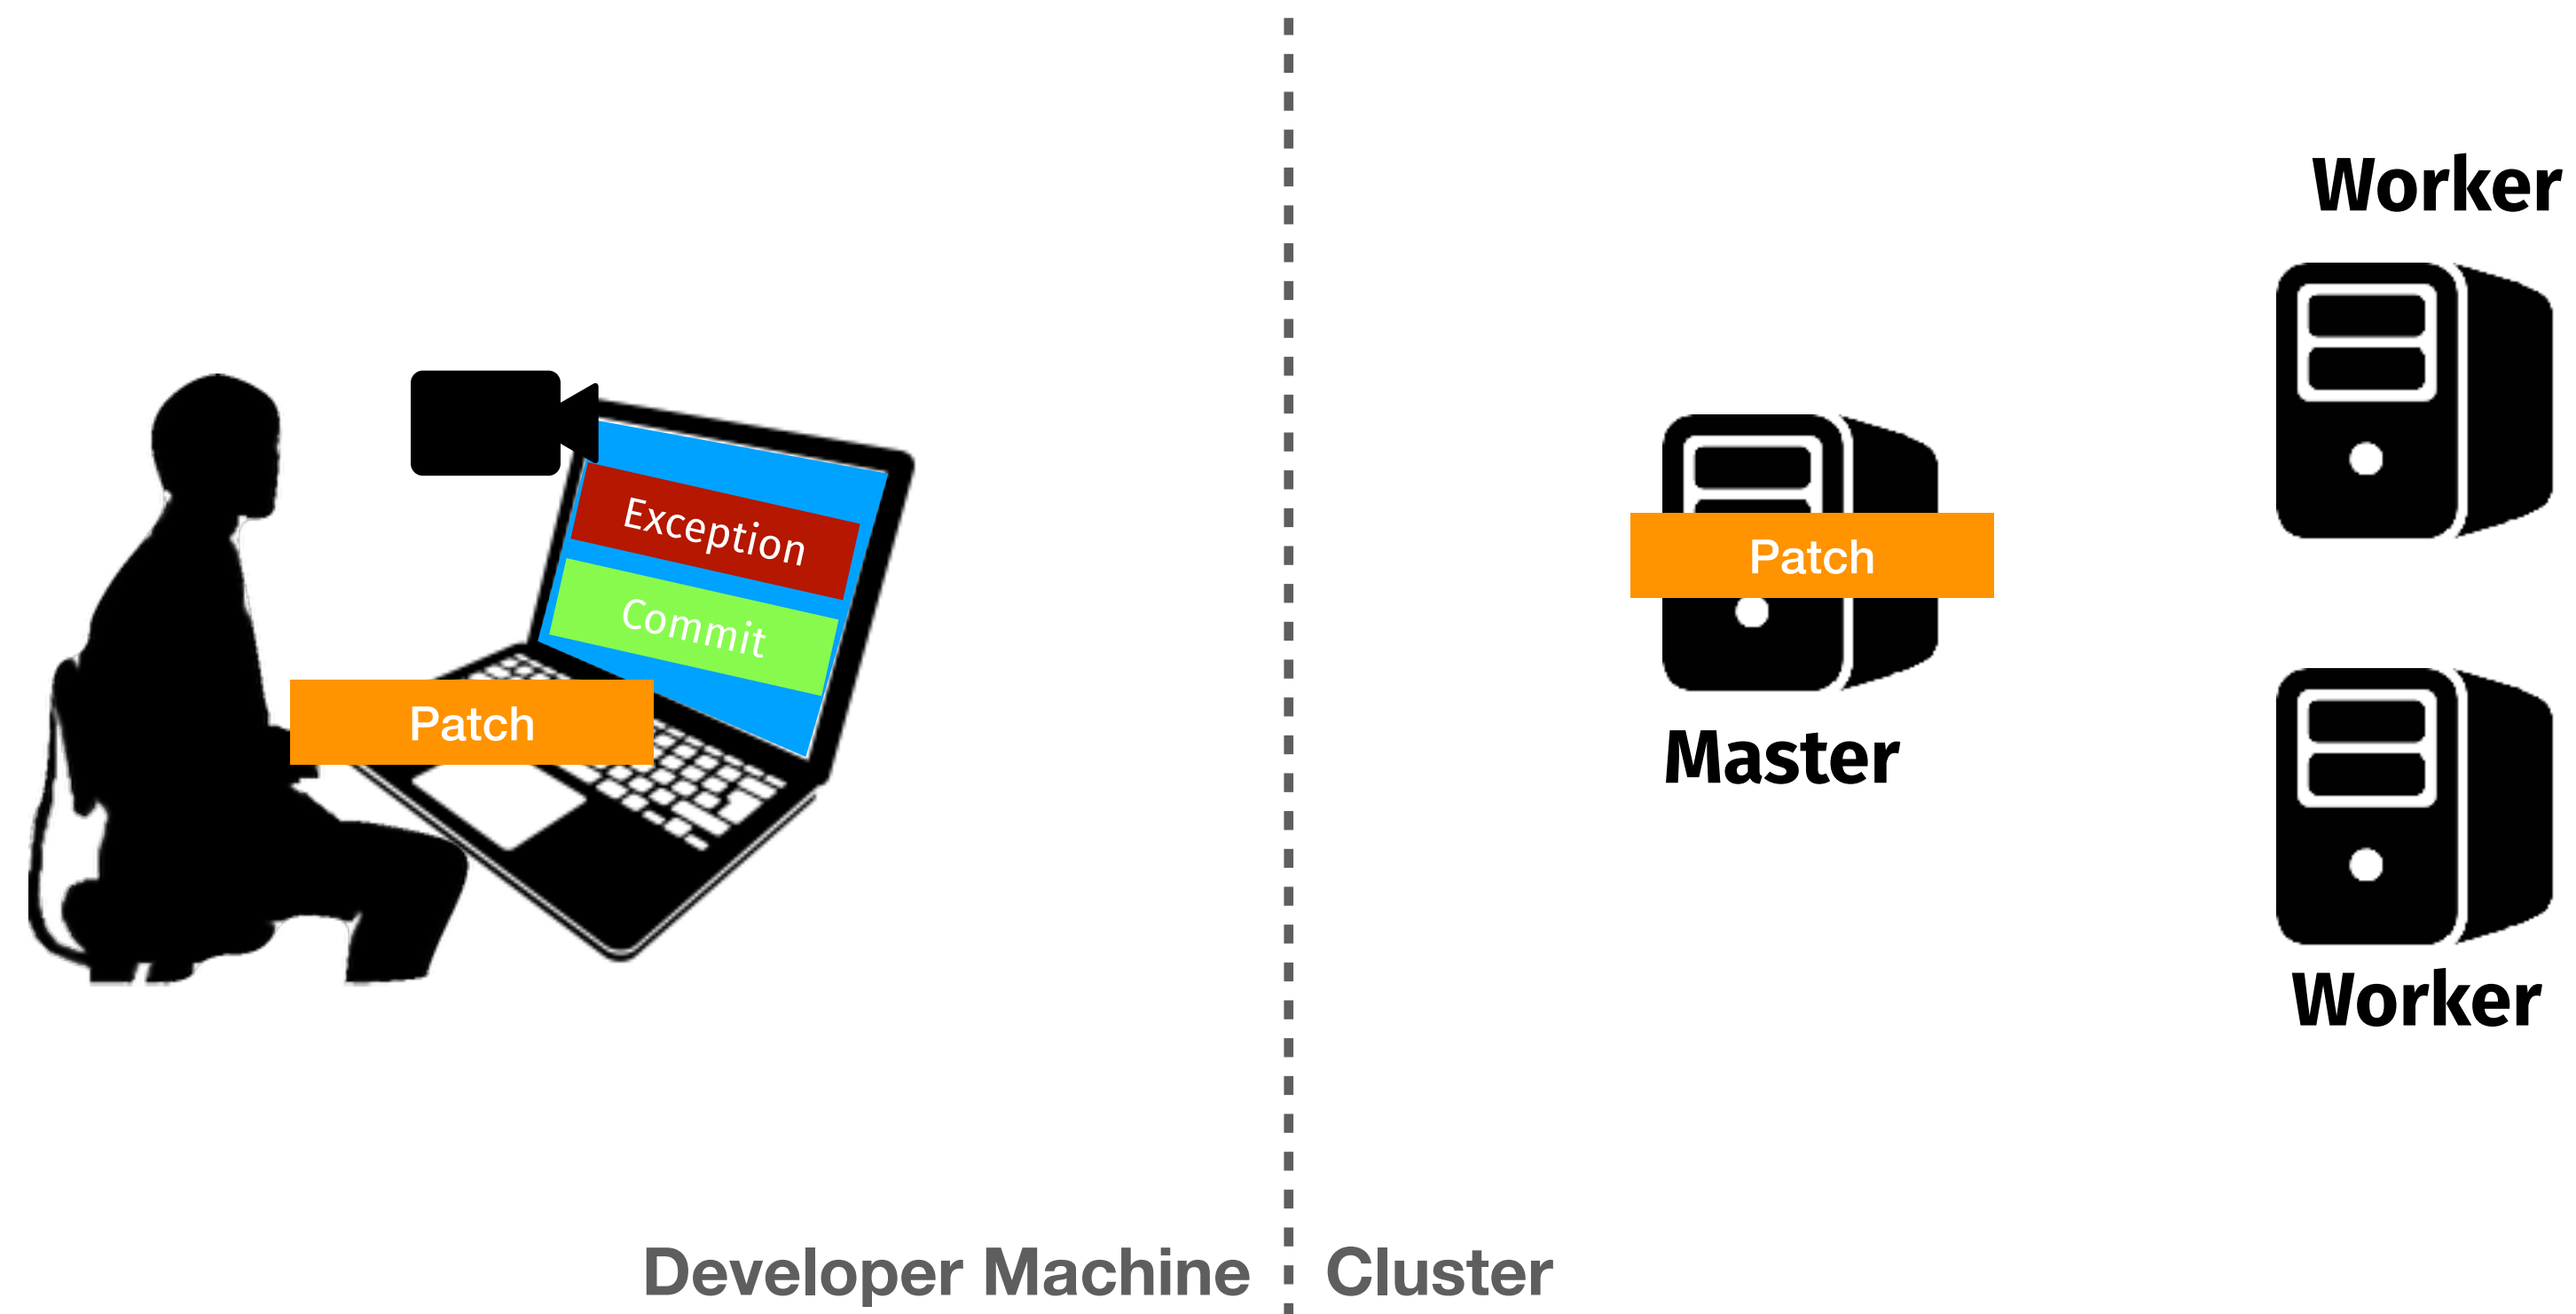 Exception
Commit
Patch
Patch
Master
Worker
Worker
Developer Machine
Cluster